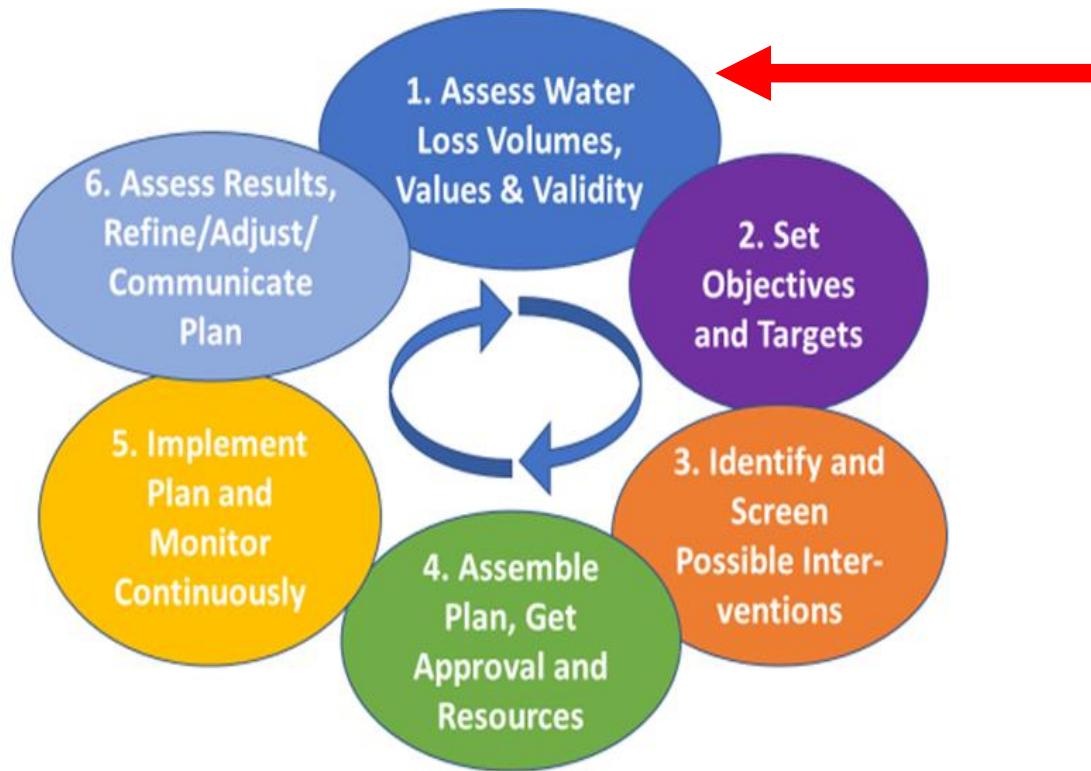 1. Assess Water
Loss Volumes,
Values & Validity
2. Set
Objectives
and Targets
3. Identify and
Screen
Possible Inter-
ventions
4. Assemble
Plan, Get
Approval and
Resources
5. Implement
Plan and
Monitor
Continuously
6. Assess Results,
Refine/Adjust/
Communicate
Plan